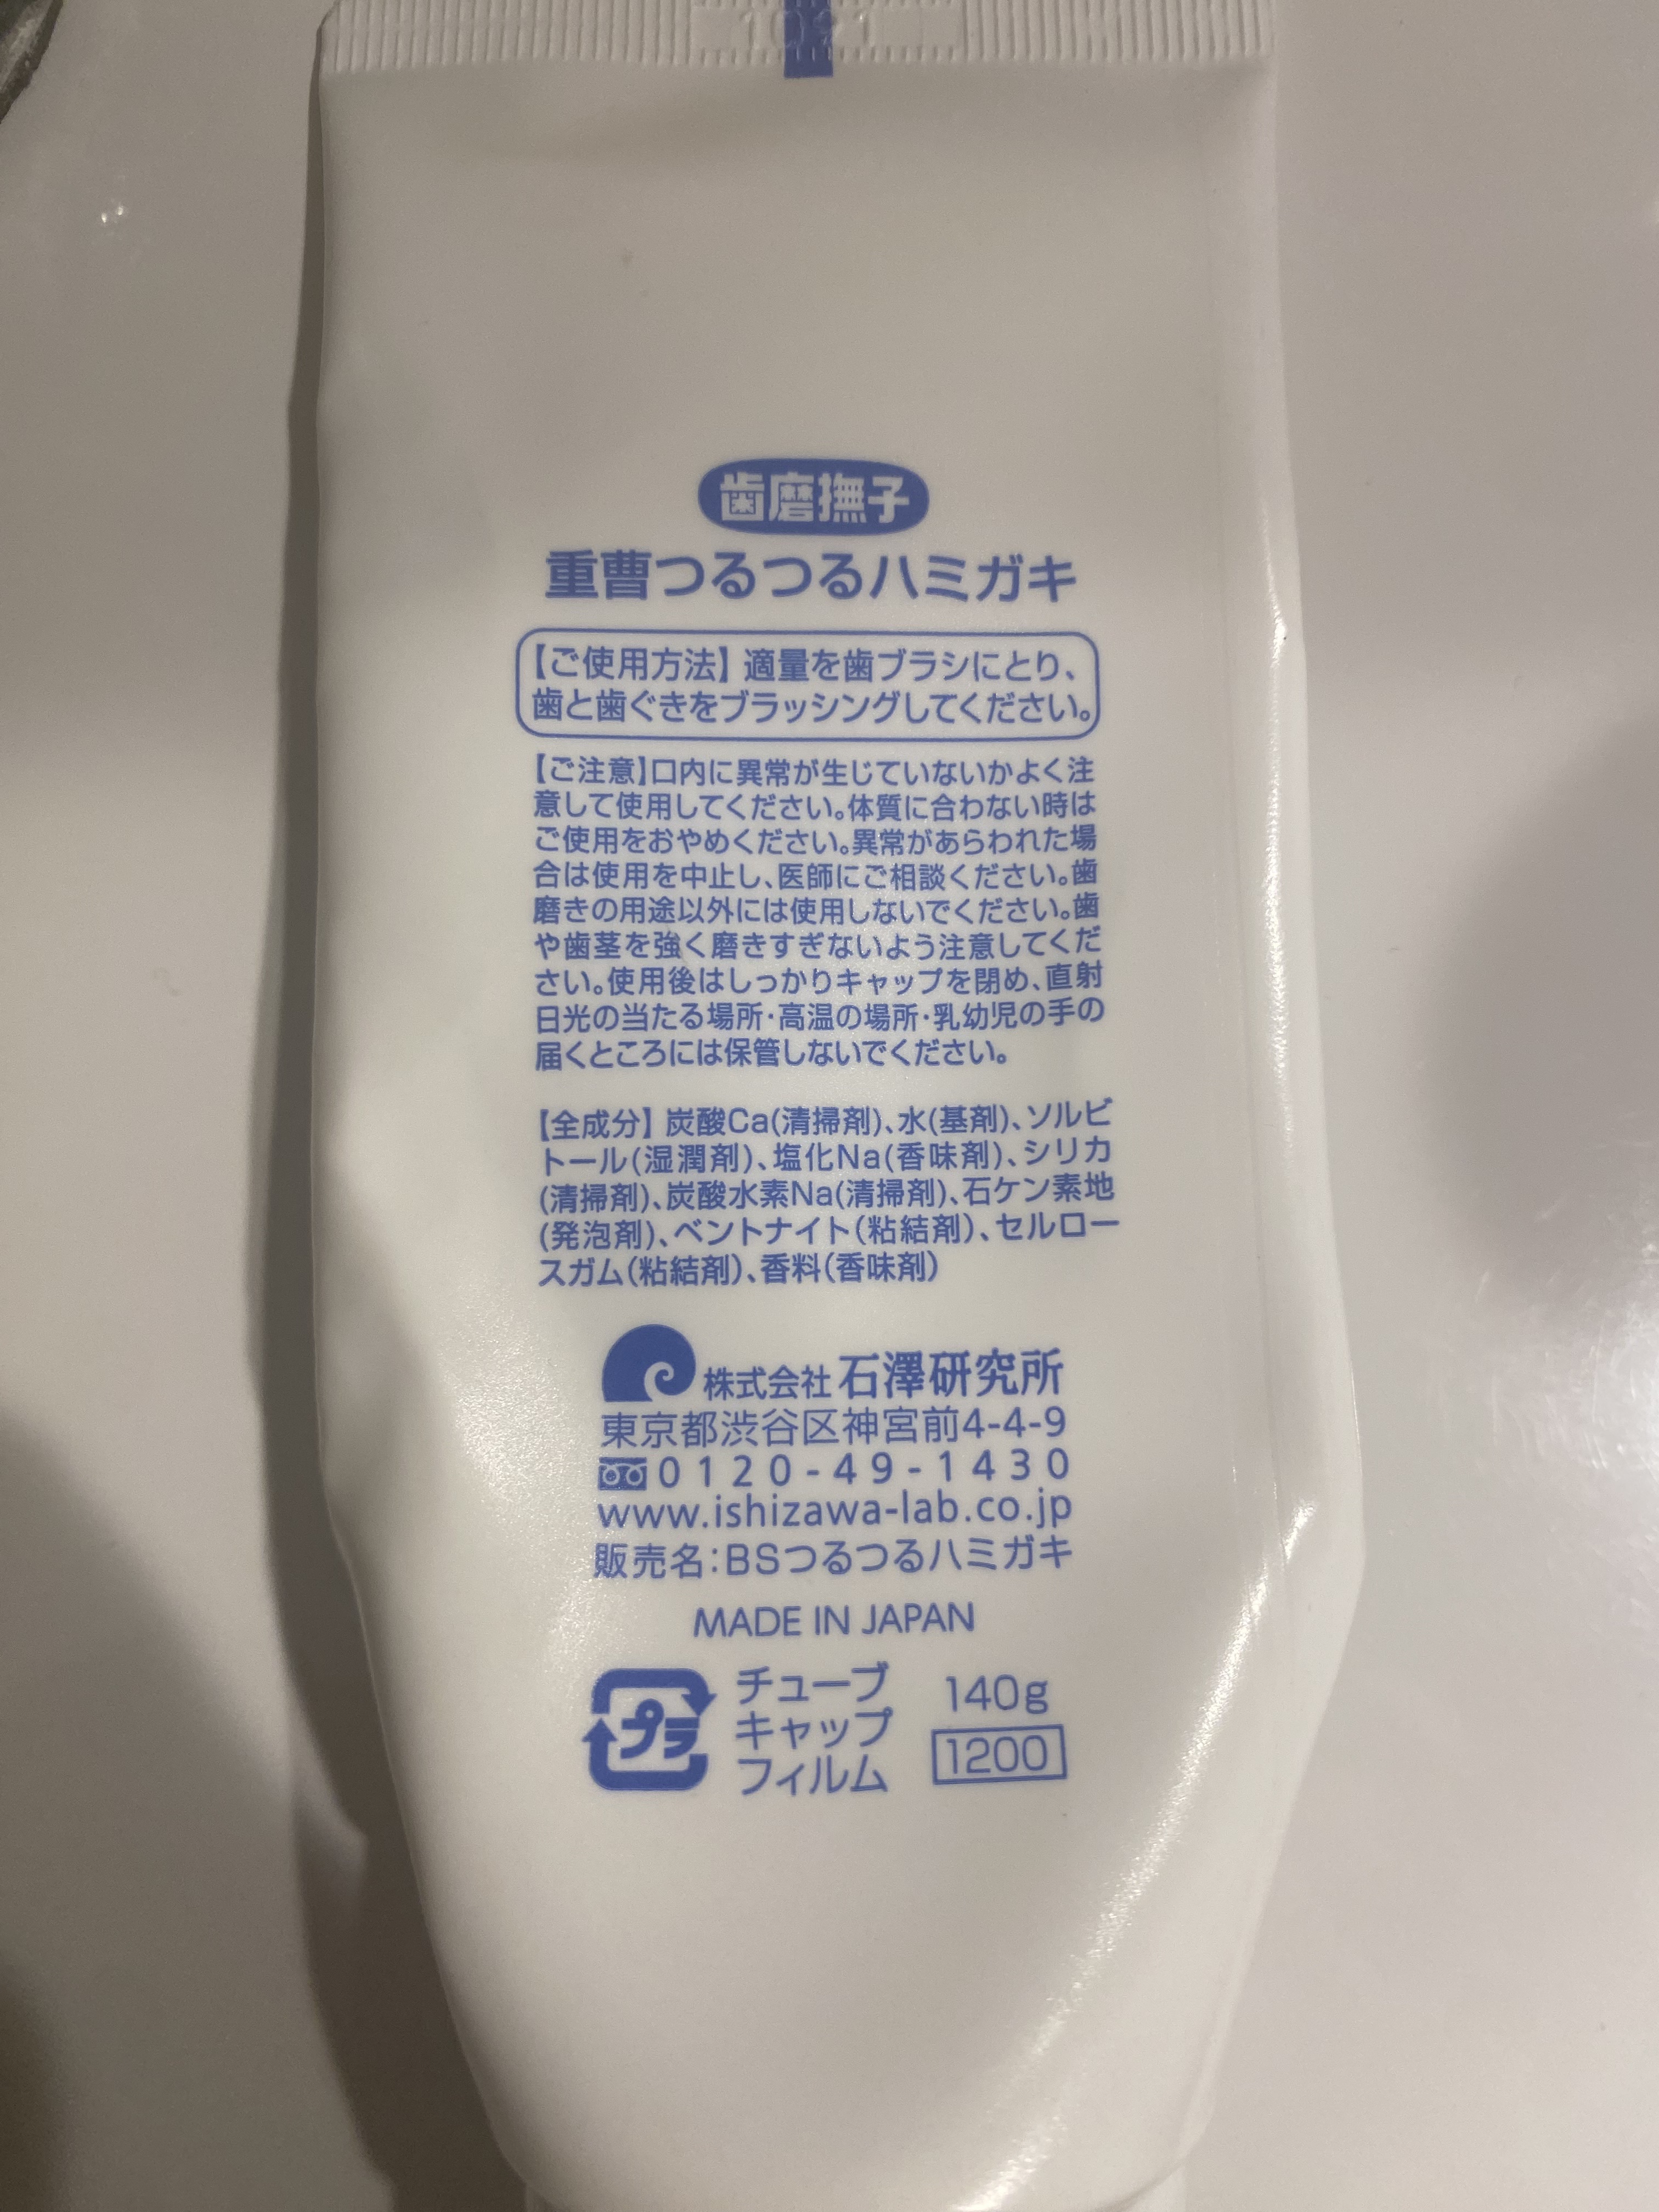 歯磨撫子
重曹つるつるハミガキ
【ご使用方法】適量を歯ブラシにとり、
歯と歯ぐきをブラッシングしてください。
【ご注意】口内に異常が生じていないかよく注
意して使用してください。体質に合わない時は
ご使用をおやめください。異常があらわれた場
合は使用を中止し、医師にご相談ください。歯
磨きの用途以外には使用しないでください。歯
や歯茎を強く磨きすぎないよう注意してくだ
さい。使用後はしっかりキャップを閉め、直射
日光の当たる場所・高温の場所・乳幼児の手の
届くところには保管しないでください。
【全成分】炭酸Ca(清掃剤)、水(基剤)、ソルビ
トール(湿潤剤)、塩化Na(香味剤)、シリカ
(清掃剤)、炭酸水素Na(清掃剤)、石ケン素地
(発泡剤)、ベントナイト(粘結剤)、セルロー
スガム(粘結剤)、香料(香味剤)
株式会社 石澤研究所
東京都渋谷区神宮前4-4-9
0120-49-1430
www.ishizawa-lab.co.jp
販売名:BSつるつるハミガキ
MADE IN JAPAN
プラ
チューブ
キャップ
フィルム
140g
1200